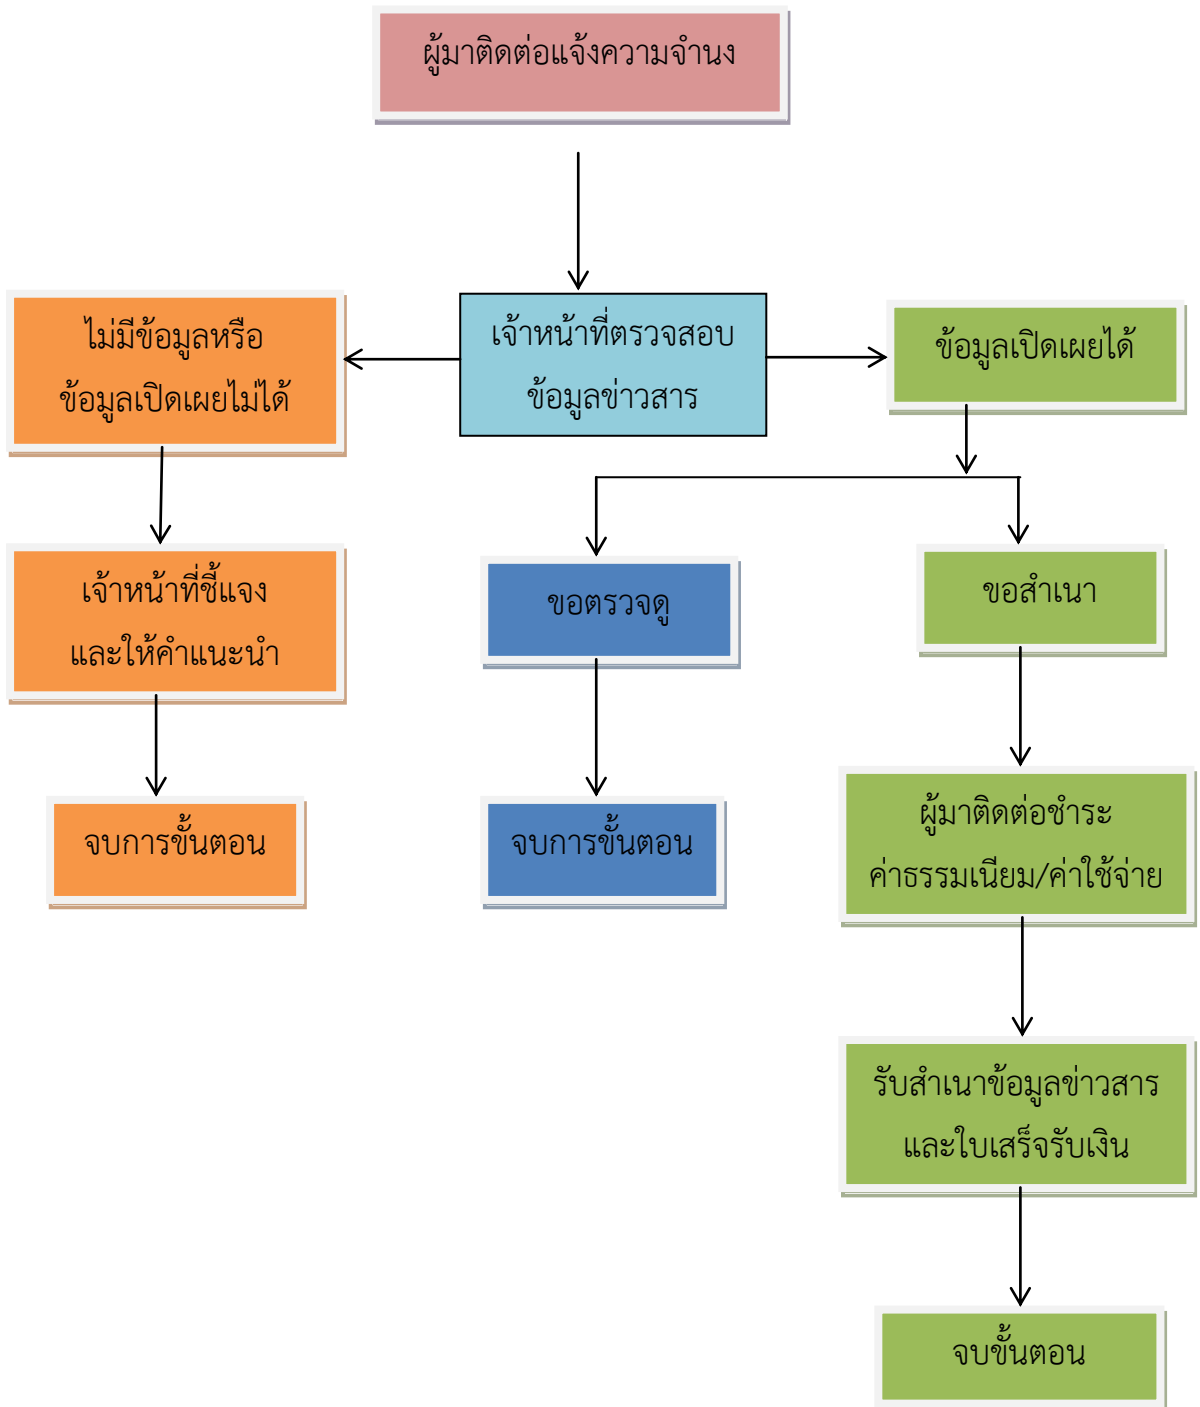 ผู้มาติดต่อแจ้งความจำนง
เจ้าหน้าที่ตรวจสอบ
ข้อมูลข่าวสาร
ไม่มีข้อมูลหรือ
ข้อมูลเปิดเผยไม่ได้
ข้อมูลเปิดเผยได้
เจ้าหน้าที่ชี้แจง
และให้คำแนะนำ
ขอตรวจดู
ขอสำเนา
จบการขั้นตอน
จบการขั้นตอน
ผู้มาติดต่อชำระ
ค่าธรรมเนียม/ค่าใช้จ่าย
รับสำเนาข้อมูลข่าวสาร
และใบเสร็จรับเงิน
จบขั้นตอน